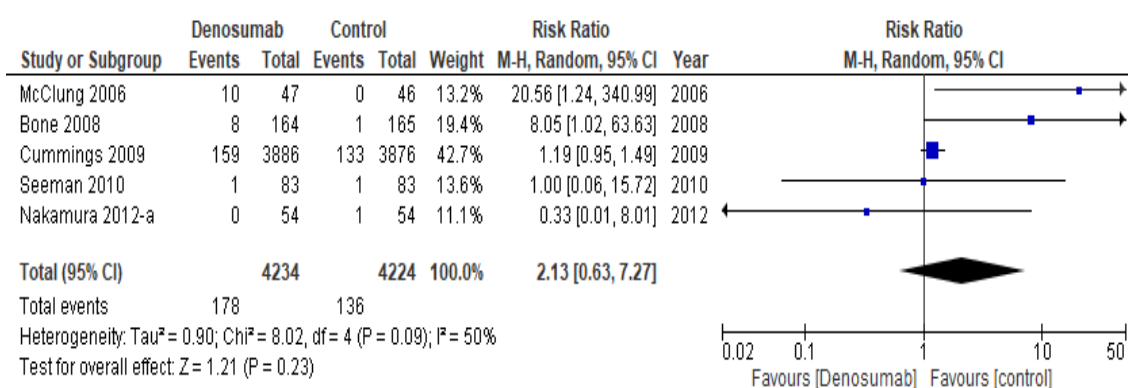 Denosumab Control Risk Ratio Risk Ratio
Study or Subgroup Events Total Events Total Weight M-H, Random, 95% CI Year M-H, Random, 95% CI
McClung 2006 10 47 0 46 13.2% 20.56 [1.24, 340.99] 2006
Bone 2008 8 164 1 165 19.4% 8.05 [1.02, 63.63] 2008
Cummings 2009 159 3886 133 3876 42.7% 1.19 [0.95, 1.49] 2009
Seeman 2010 1 83 1 83 13.6% 1.00 [0.06, 15.72] 2010
Nakamura 2012-a 0 54 1 54 11.1% 0.33 [0.01, 8.01] 2012
Total (95% CI) 4234 4224 100.0% 2.13 [0.63, 7.27]
Total events 178 136
Heterogeneity: Tau² = 0.90; Chi² = 8.02, df = 4 (P = 0.09); I² = 50%
Test for overall effect: Z = 1.21 (P = 0.23)
0.02 0.1 1 10 50
Favours [Denosumab] Favours [control]